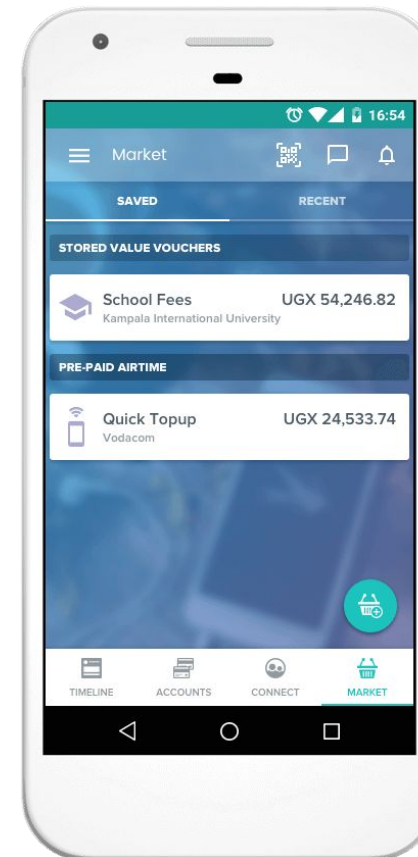 16:54
Market
SAVED RECENT
STORED VALUE VOUCHERS
School Fees UGX 54,246.82
Kampala International University
PRE-PAID AIRTIME
Quick Topup UGX 24,533.74
Vodacom
TIMELINE ACCOUNTS CONNECT MARKET